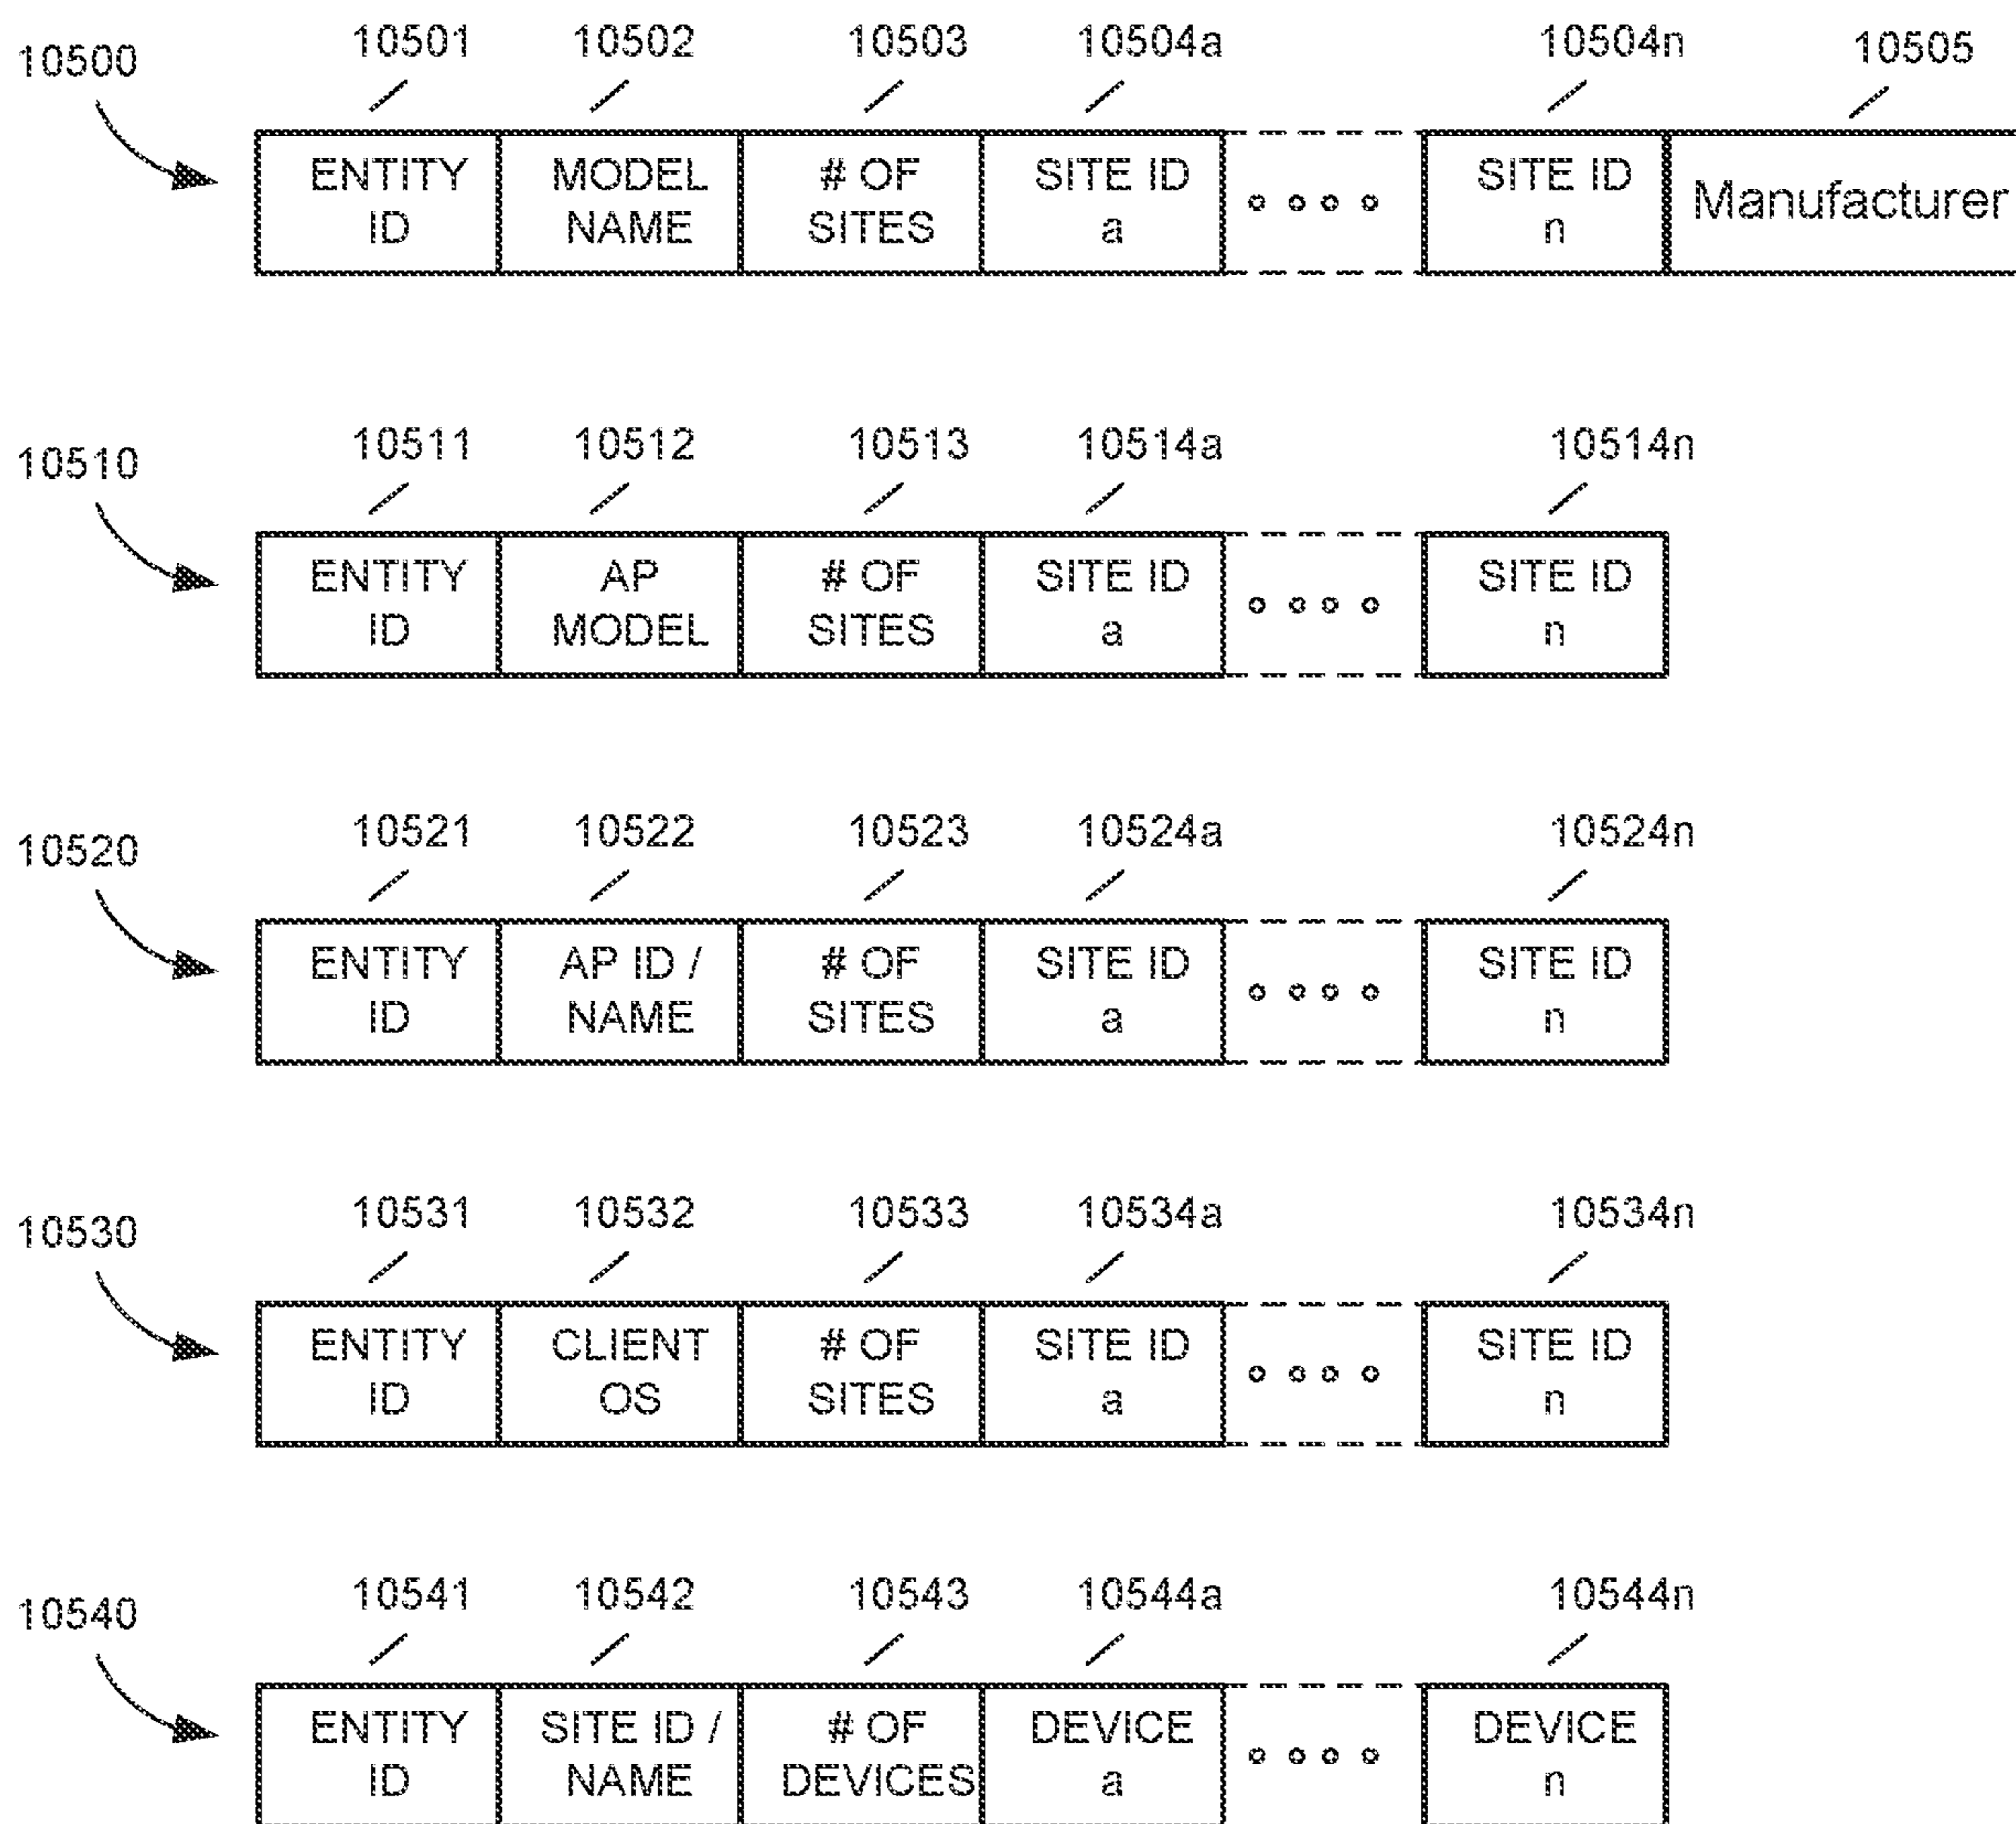 10500 10501 10502 10503 10504a 10504n 10505
ENTITY MODEL # OF SITE ID SITE ID Manufacturer
ID NAME SITES a n
10510 10511 10512 10513 10514a 10514n
ENTITY AP # OF SITE ID SITE ID
ID MODEL SITES a n
10520 10521 10522 10523 10524a 10524n
ENTITY AP ID / # OF SITE ID SITE ID
ID NAME SITES a n
10530 10531 10532 10533 10534a 10534n
ENTITY CLIENT # OF SITE ID SITE ID
ID OS SITES a n
10540 10541 10542 10543 10544a 10544n
ENTITY SITE ID / # OF DEVICE DEVICE
ID NAME DEVICES a n